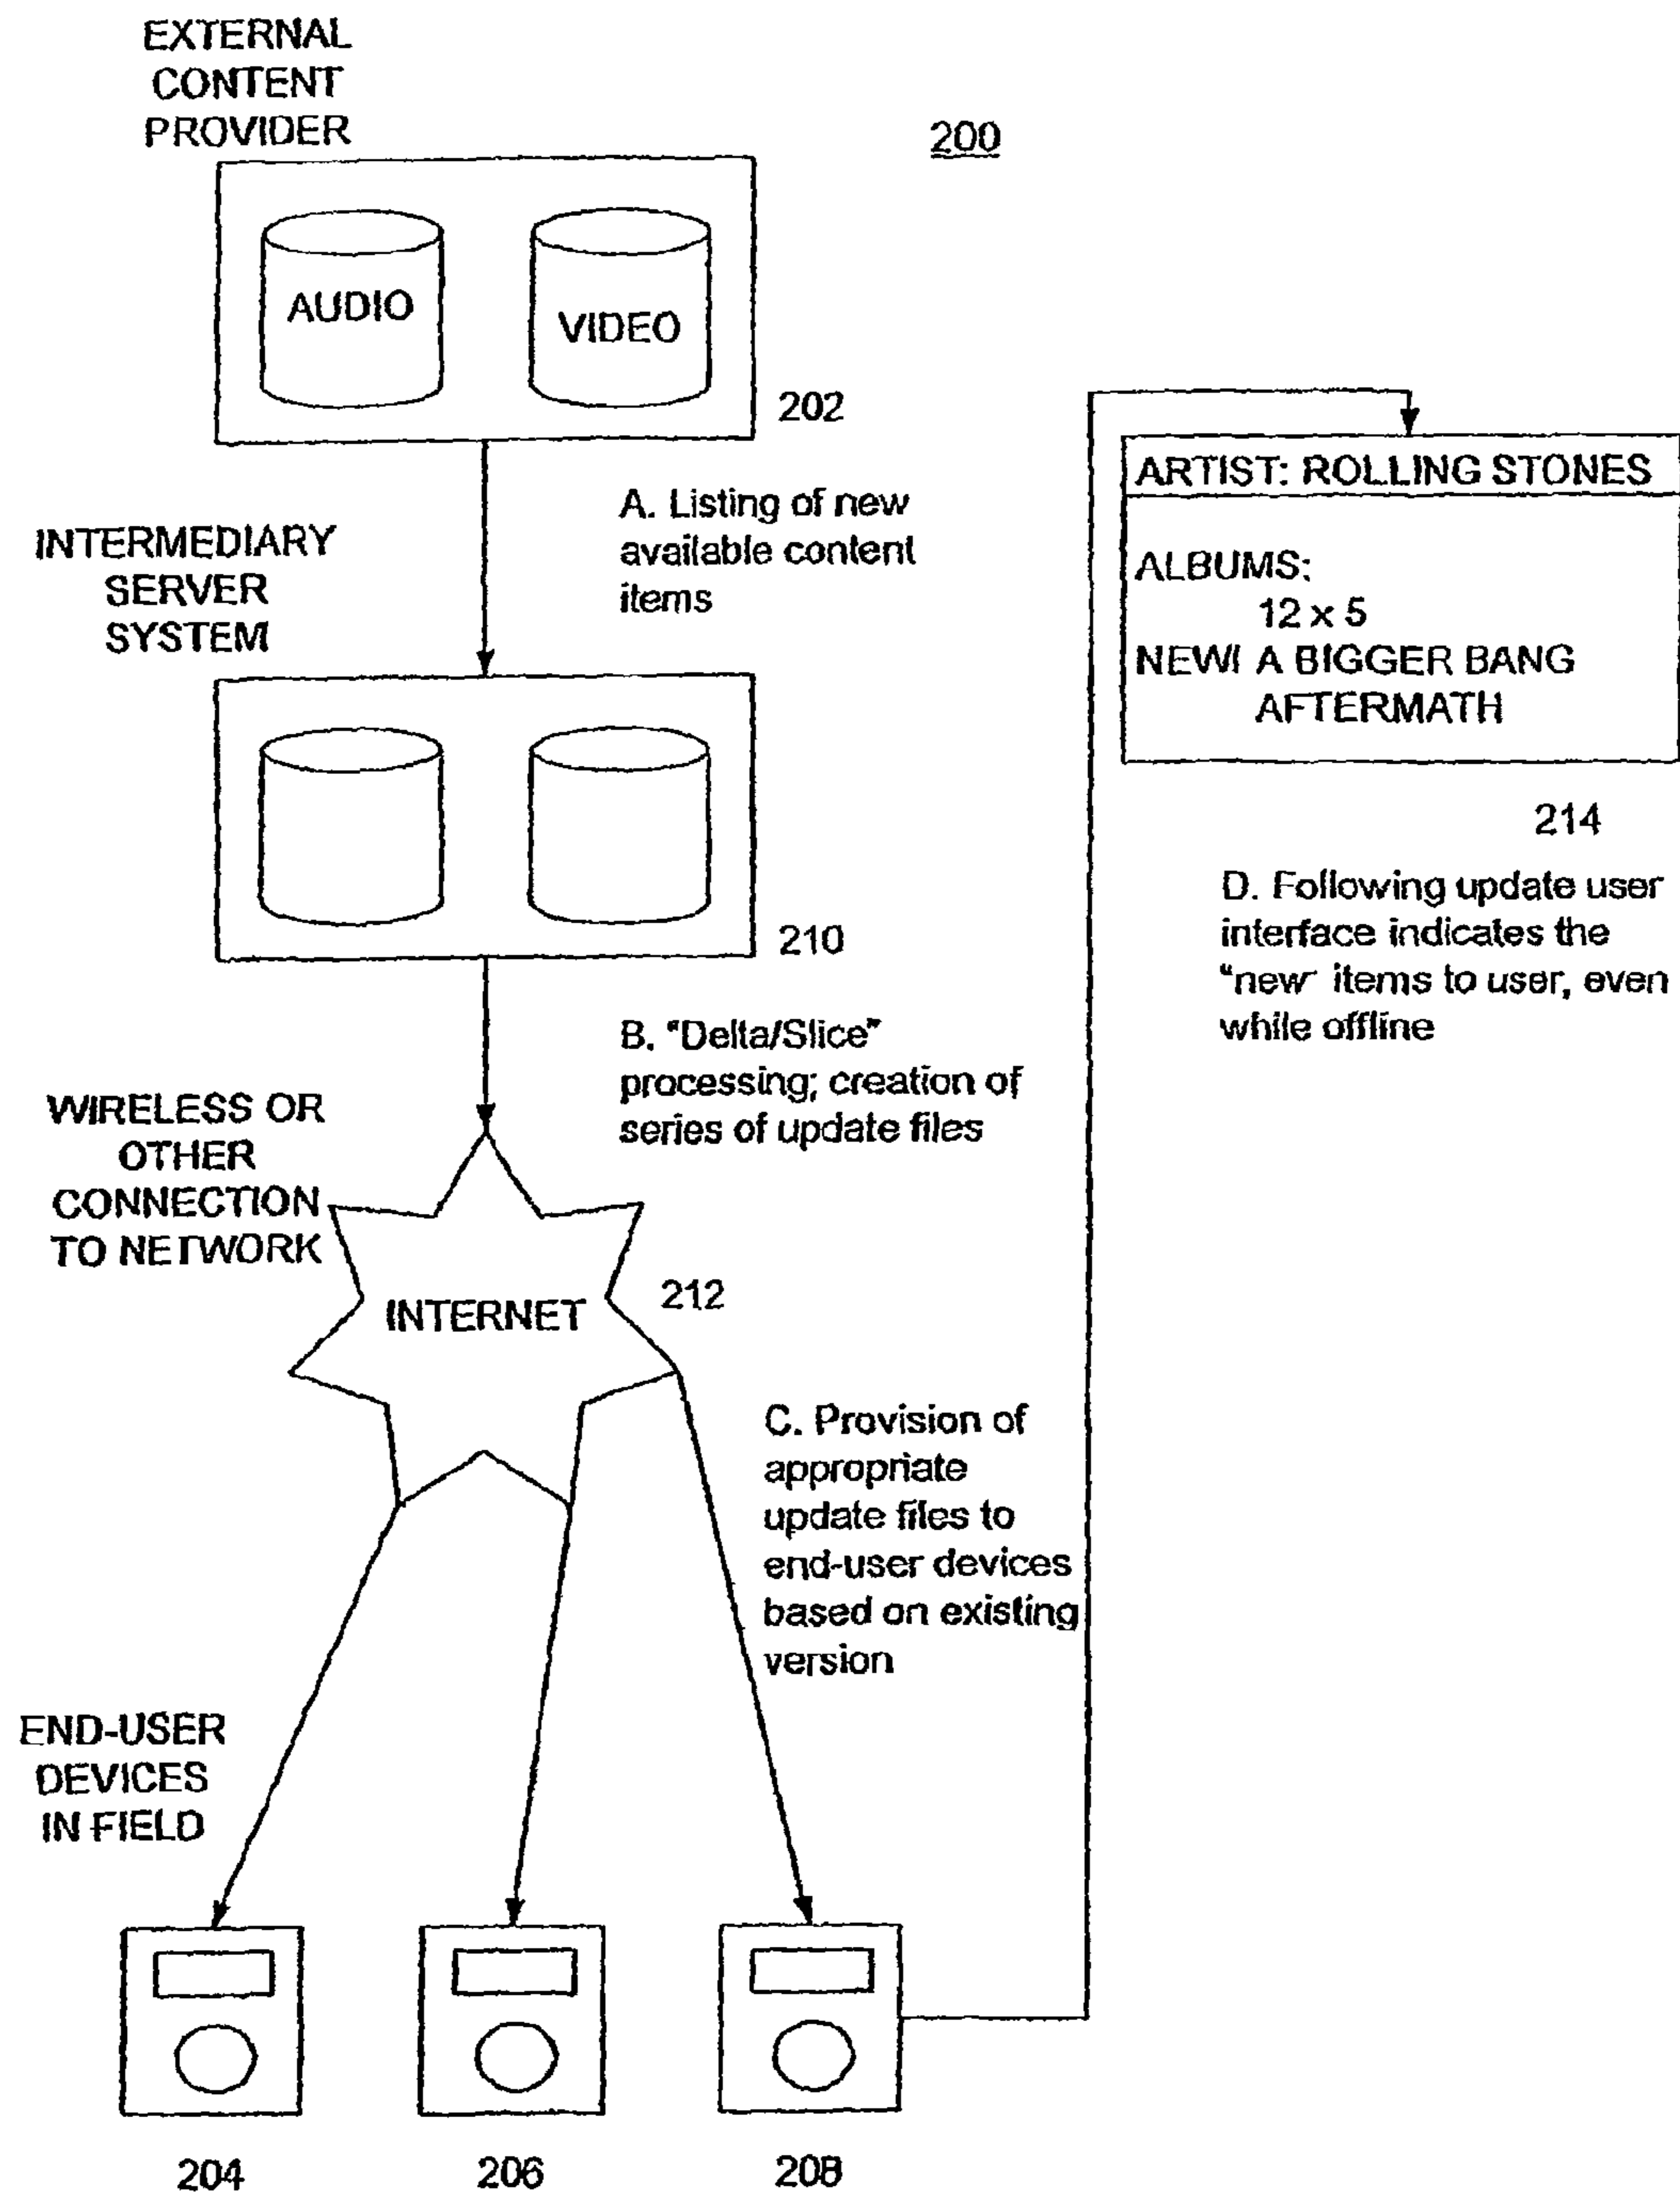 EXTERNAL
CONTENT
PROVIDER
200
AUDIO
VIDEO
202
A. Listing of new
available content
items
INTERMEDIARY
SERVER
SYSTEM
210
B. "Delta/Slice"
processing; creation of
series of update files
WIRELESS OR
OTHER
CONNECTION
TO NETWORK
INTERNET
212
C. Provision of
appropriate
update files to
end-user devices
based on existing
version
END-USER
DEVICES
IN FIELD
204
206
208
ARTIST: ROLLING STONES
ALBUMS:
12 x 5
NEW! A BIGGER BANG
AFTERMATH
214
D. Following update user
interface indicates the
"new" items to user, even
while offline